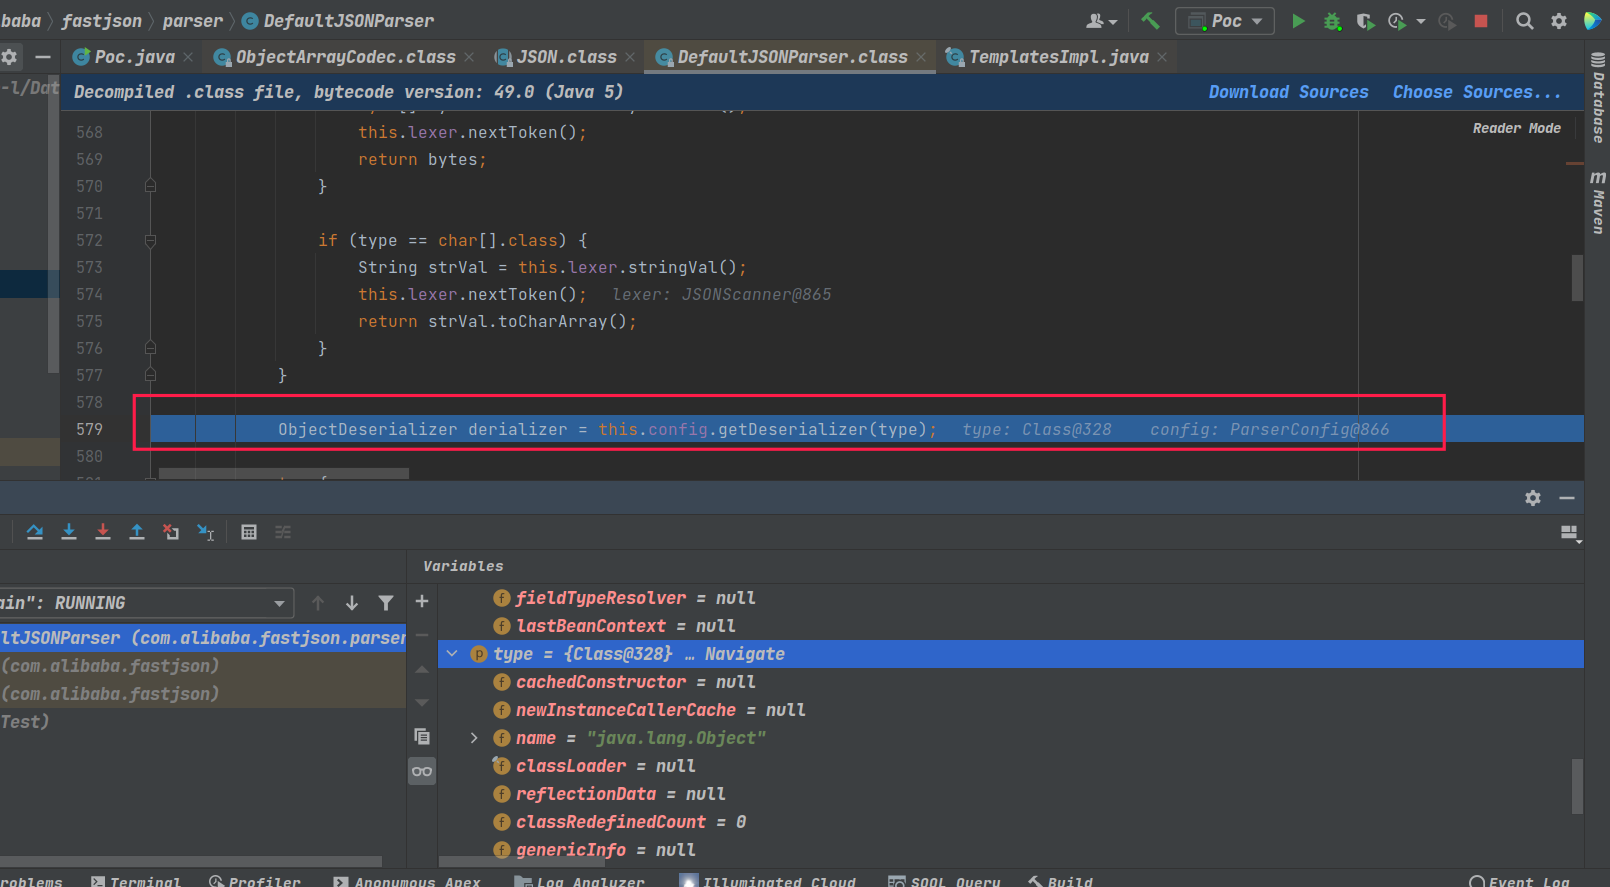 baba fastjson parser DefaultJSONParser
Poc
Poc.java ObjectArrayCodec.class JSON.class DefaultJSONParser.class TemplatesImpl.java
-l/Dat
Decompiled .class file, bytecode version: 49.0 (Java 5) Download Sources Choose Sources...
Reader Mode
Database
Maven
568 this.lexer.nextToken();
569 return bytes;
570 }
571
572 if (type == char[].class) {
573 String strVal = this.lexer.stringVal();
574 this.lexer.nextToken(); lexer: JSONScanner@865
575 return strVal.toCharArray();
576 }
577 }
578
579 ObjectDeserializer derializer = this.config.getDeserializer(type); type: Class@328 config: ParserConfig@866
580
Variables
ain": RUNNING
ltJSONParser (com.alibaba.fastjson.parser
(com.alibaba.fastjson)
(com.alibaba.fastjson)
Test)
fieldTypeResolver = null
lastBeanContext = null
type = {Class@328} … Navigate
cachedConstructor = null
newInstanceCallerCache = null
name = "java.lang.Object"
classLoader = null
reflectionData = null
classRedefinedCount = 0
genericInfo = null
roblems Terminal Profiler Anonymous Apex Log Analyzer Illuminated Cloud SOQL Query Build Event Log